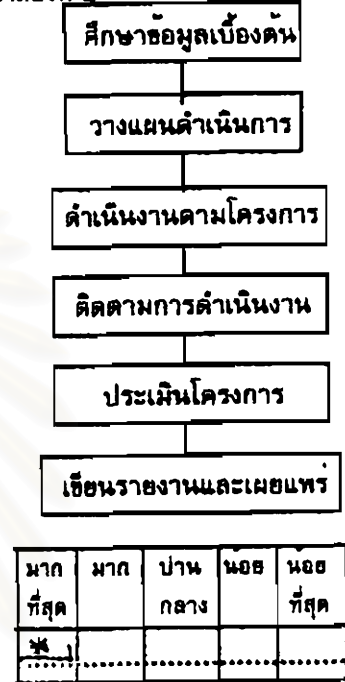 ศึกษาข้อมูลเบื้องต้น
วางแผนดำเนินการ
ดำเนินงานตามโครงการ
ติดตามการดำเนินงาน
ประเมินโครงการ
เขียนรายงานและเผยแพร่
มาก มาก ปาน น้อย น้อย
ที่สุด กลาง ที่สุด